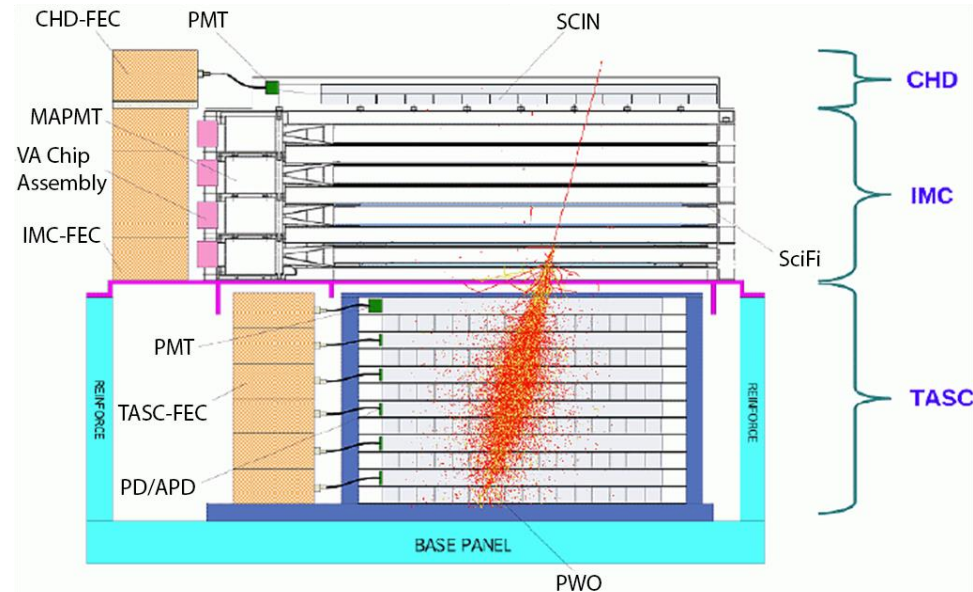 CHD-FEC
PMT
SCIN
CHD
MAPMT
VA Chip
Assembly
IMC
IMC-FEC
SciFi
PMT
REINFORCE
REINFORCE
TASC-FEC
TASC
PD/APD
BASE PANEL
PWO